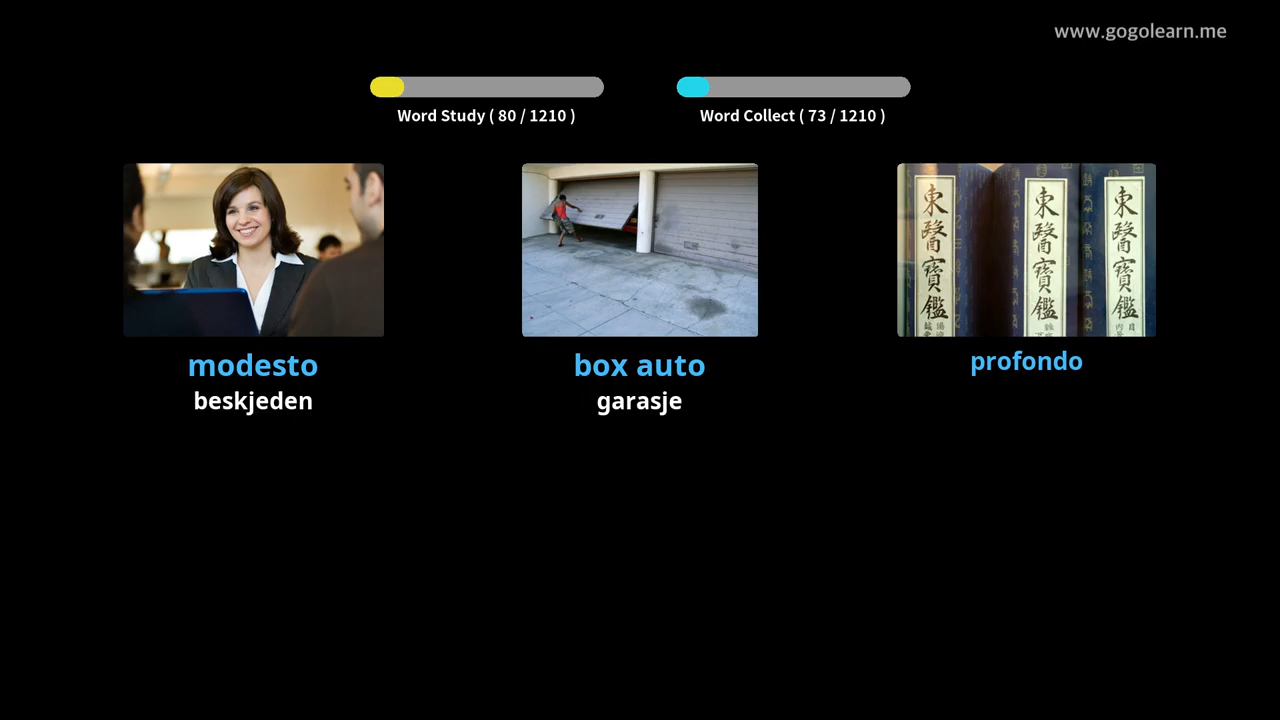 www.gogolearn.me
Word Study ( 80 / 1210 )
Word Collect ( 73 / 1210 )
東醫寶鑑
東醫寶鑑
東醫寶鑑
modesto
box auto
profondo
beskjeden
garasje